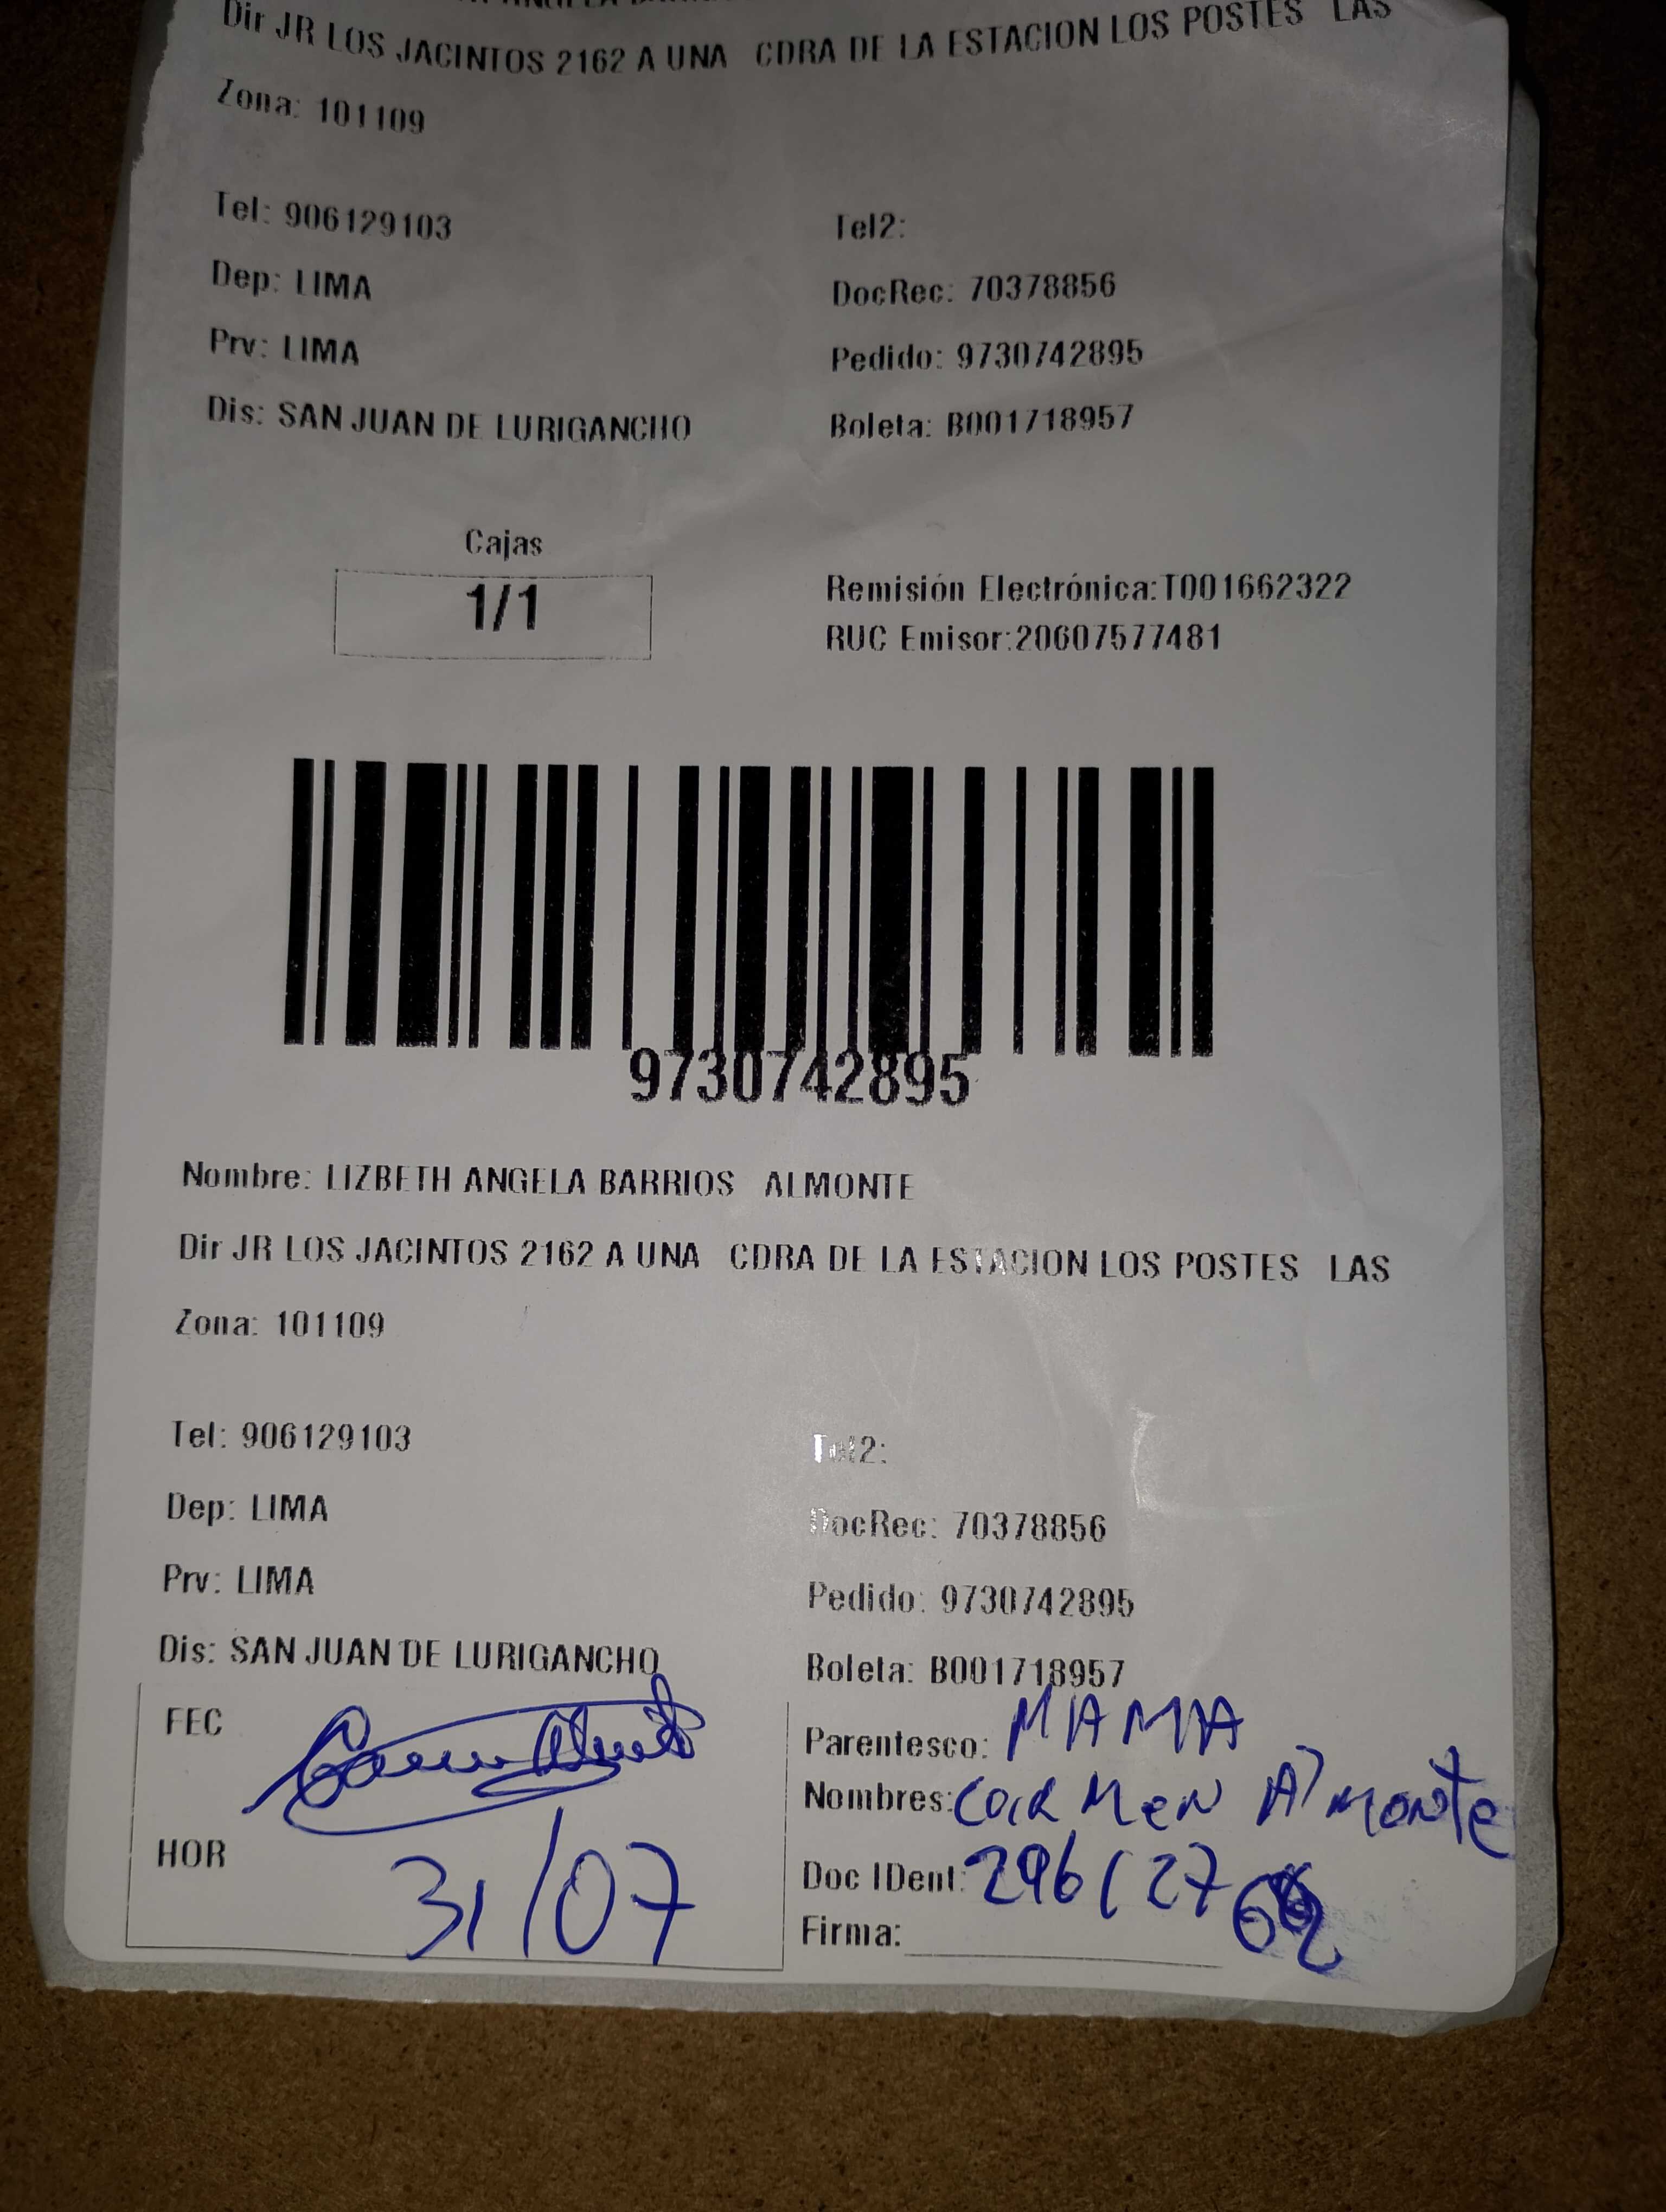 Dir JR LOS JACINTOS 2162 A UNA CDRA DE LA ESTACION LOS POSTES LAS
Zona: 101109
Tel: 906129103 Tel2:
Dep: LIMA DocRec: 70378856
Prv: LIMA Pedido: 9730742895
Dis: SAN JUAN DE LURIGANCHO Boleta: B001718957
Cajas
1/1
Remisión Electrónica:T001662322
RUC Emisor:20607577481
9730742895
Nombre: LIZBETH ANGELA BARRIOS ALMONTE
Dir JR LOS JACINTOS 2162 A UNA CDRA DE LA ESTACION LOS POSTES LAS
Zona: 101109
Tel: 906129103 Tel2:
Dep: LIMA DocRec: 70378856
Prv: LIMA Pedido: 9730742895
Dis: SAN JUAN DE LURIGANCHO Boleta: B001718957
FEC
Parentesco: MAMA
Nombres: CARMEN Almonte
HOR 31/07
Doc IDent:
Firma: